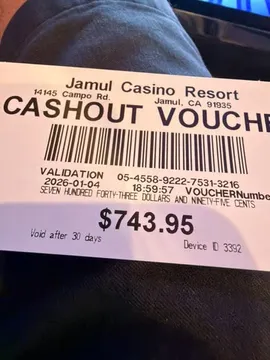 Jamul Casino Resort
14145 Campo Rd. Jamul, CA 91935
CASHOUT VOUCHE
VALIDATION 05-4558-9222-7531-3216
2026-01-04 18:59:57 VOUCHERNumbe
SEVEN HUNDRED FORTY-THREE DOLLARS AND NINETY-FIVE CENTS
$743.95
Void after 30 days Device ID 3392